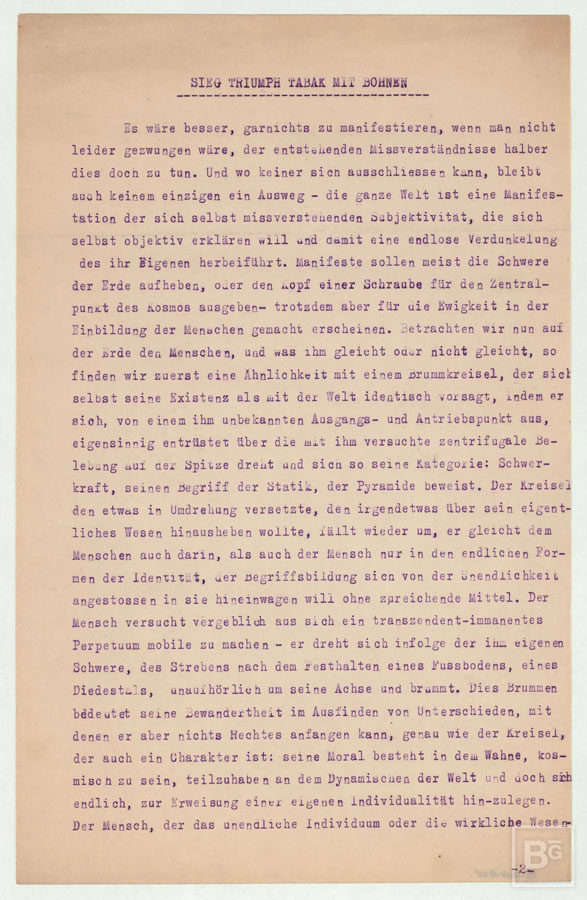 SIEG TRIUMPH TABAK MIT BOHNEN
Es wäre besser, garnichts zu manifestieren, wenn man nicht
leider gezwungen wäre, der entstehenden Missverständnisse halber
dies doch zu tun. Und wo keiner sich ausschliessen kann, bleibt
auch keinem einzigen ein Ausweg - die ganze Welt ist eine Manifes-
tation der sich selbst missverstehenden Subjektivität, die sich
selbst objektiv erklären will und damit eine endlose Verdunkelung
des ihr Eigenen herbeiführt. Manifeste sollen meist die Schwere
der Erde aufheben, oder den Kopf einer Schraube für den Zentral-
punkt des Kosmos ausgeben- trotzdem aber für die Ewigkeit in der
Einbildung der Menschen gemacht erscheinen. Betrachten wir nun auf
der Erde den Menschen, und was ihm gleicht oder nicht gleicht, so
finden wir zuerst eine Ähnlichkeit mit einem Brummkreisel, der sich
selbst seine Existenz als mit der Welt identisch vorsagt, indem er
sich, von einem ihm unbekannten Ausgangs- und Antriebspunkt aus,
eigensinnig entrüstet über die mit ihm versuchte zentrifugale Be-
lebung auf der Spitze dreht und sich so seine Kategorie: Schwer-
kraft, seinen Begriff der Statik, der Pyramide beweist. Der Kreisel
den etwas in Umdrehung versetzte, den irgendetwas über sein eigent-
liches Wesen hinausheben wollte, fällt wieder um, er gleicht dem
Menschen auch darin, als auch der Mensch nur in den endlichen For-
men der Identität, der Begriffsbildung sich von der Unendlichkeit
angestossen in sie hineinwagen will ohne zureichende Mittel. Der
Mensch versucht vergeblich aus sich ein transzendent-immanentes
Perpetuum mobile zu machen - er dreht sich infolge der ihm eigenen
Schwere, des Strebens nach dem Festhalten eines Fussbodens, eines
Diedestals, unaufhörlich um seine Achse und brummt. Dies Brummen
bedeutet seine Bewandertheit im Ausfinden von Unterschieden, mit
denen er aber nichts Rechtes anfangen kann, genau wie der Kreisel,
der auch ein Charakter ist: seine Moral besteht in dem Wahne, kos-
misch zu sein, teilzuhaben an dem Dynamischen der Welt und doch sich
endlich, zur Erweisung einer eigenen Individualität hin-zulegen.
Der Mensch, der das unendliche Individuum oder die wirkliche Wesen-
-2-
BG